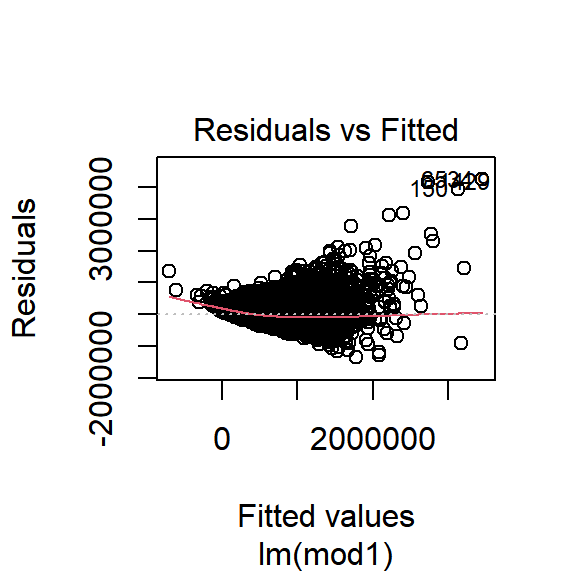 Residuals vs Fitted
Residuals
3000000
-2000000
0 2000000
Fitted values
lm(mod1)